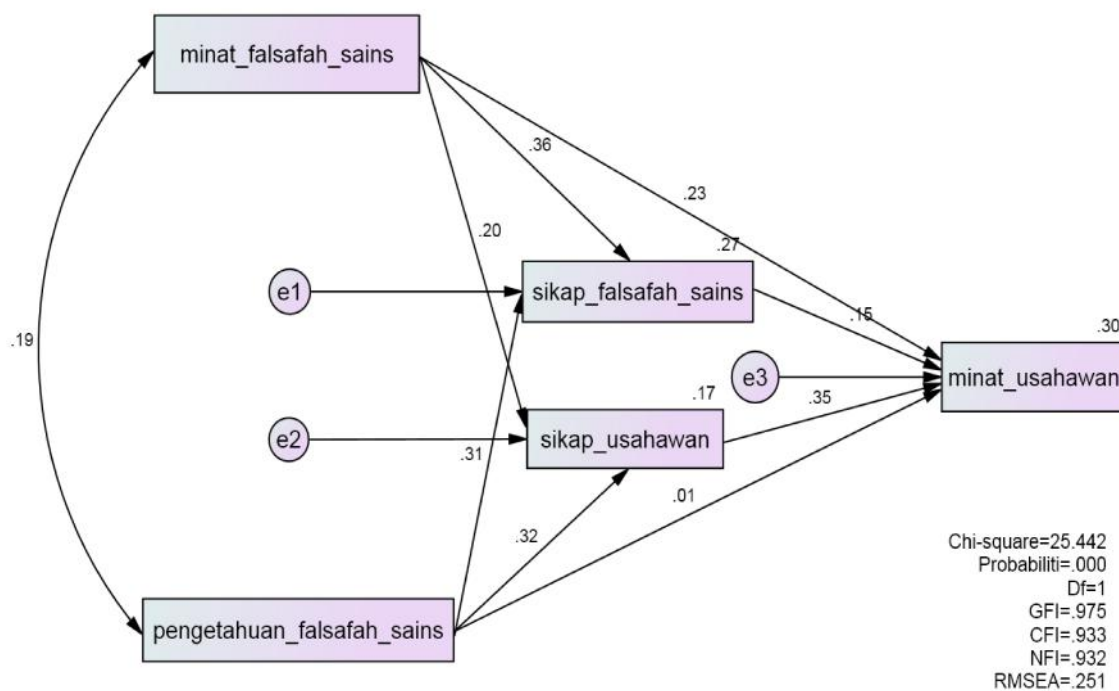 minat_falsafah_sains
.36
.23
.20
.27
e1
sikap_falsafah_sains
.19
.15
.30
e3
minat_usahawan
.17
.35
e2
sikap_usahawan
.31
.01
.32
Chi-square=25.442
Probabiliti=.000
Df=1
GFI=.975
CFI=.933
NFI=.932
RMSEA=.251
pengetahuan_falsafah_sains